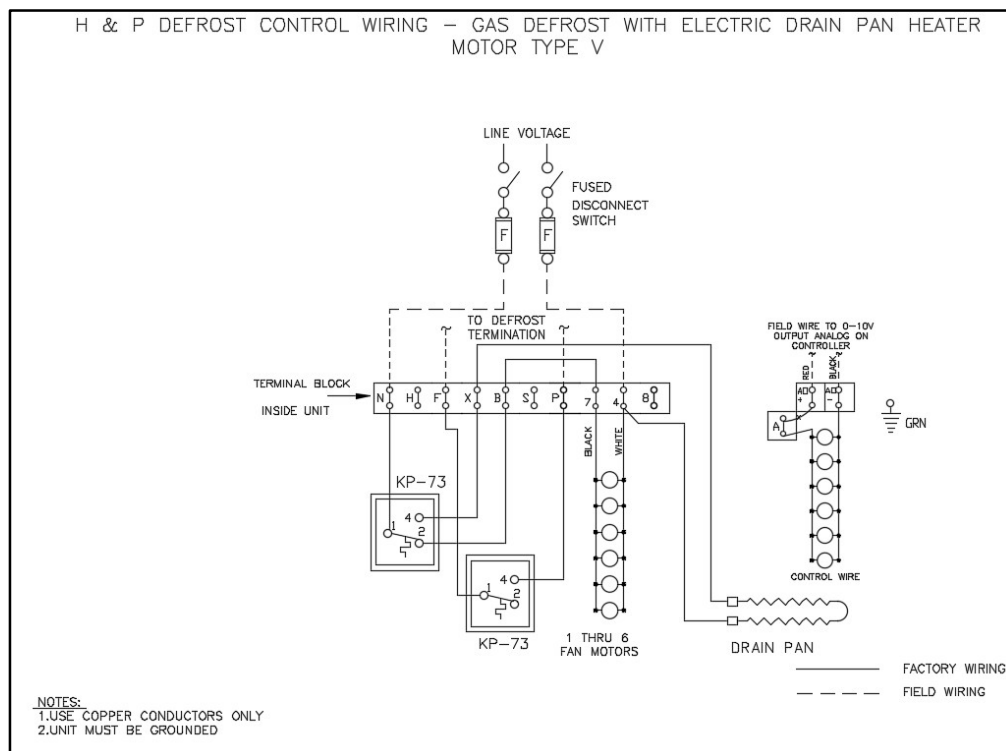 H & P DEFROST CONTROL WIRING – GAS DEFROST WITH ELECTRIC DRAIN PAN HEATER
MOTOR TYPE V
LINE VOLTAGE
FUSED
DISCONNECT
SWITCH
F
F
TO DEFROST
TERMINATION
FIELD WIRE TO 0–10V
OUTPUT ANALOG ON
CONTROLLER
RED
BLACK
TERMINAL BLOCK
INSIDE UNIT
N H F X B S P 7 4 8
A
+
A
-
A
GRN
BLACK
WHITE
KP–73
1
4
2
KP–73
1
4
2
CONTROL WIRE
1 THRU 6
FAN MOTORS
DRAIN PAN
FACTORY WIRING
FIELD WIRING
NOTES:
1.USE COPPER CONDUCTORS ONLY
2.UNIT MUST BE GROUNDED